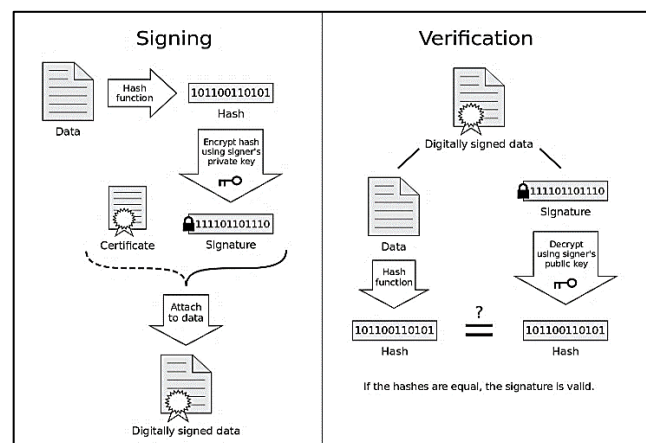 Signing
Data
Hash
function
101100110101
Hash
Encrypt hash
using signer's
private key
Certificate
111101101110
Signature
Attach
to data
Digitally signed data
Verification
Digitally signed data
Data
111101101110
Signature
Hash
function
Decrypt
using signer's
public key
101100110101
Hash
?
=
101100110101
Hash
If the hashes are equal, the signature is valid.